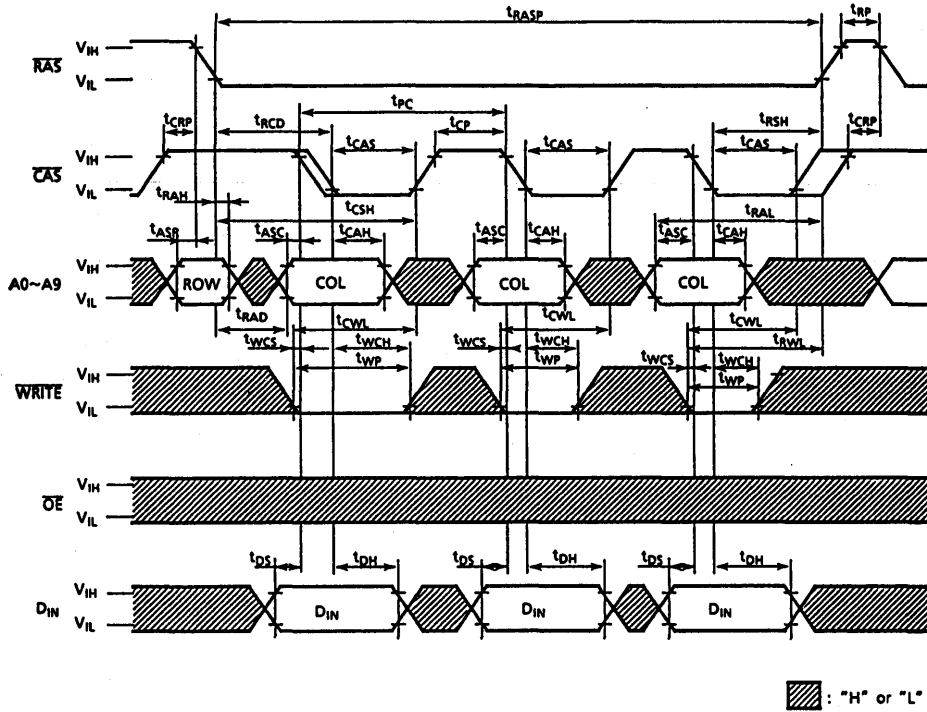 tRASP tRP
RAS VIH
VIL
tPC
tCRP tRCD tCP tRSH tCRP
tCAS tCAS tCAS
CAS VIH
VIL
tRAH tCSH tRAL
tASR tASC tCAH tASC tCAH tASC tCAH
A0~A9 VIH
VIL
ROW COL COL COL
tRAD tCWL tCWL tCWL
tRWL
tWCS tWCH tWCS tWCH tWCS tWCH
tWP tWP tWP
WRITE VIH
VIL
OE VIH
VIL
tDS tDH tDS tDH tDS tDH
DIN VIH
VIL
DIN DIN DIN
: "H" or "L"